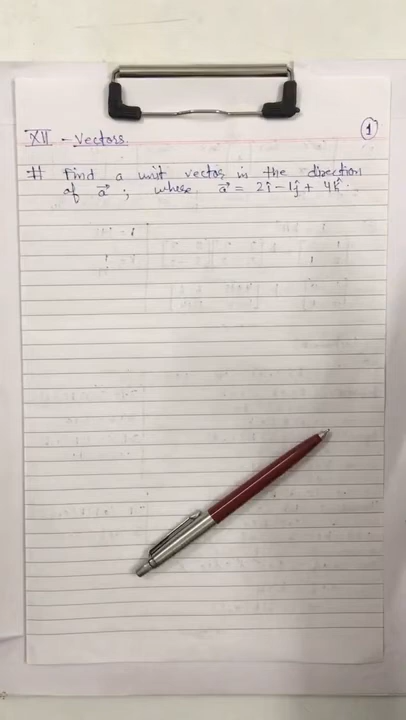 XII - Vectors.
1
# Find a unit vector in the direction
of a⃗ ; where a⃗ = 2î - 1ĵ + 4k̂.